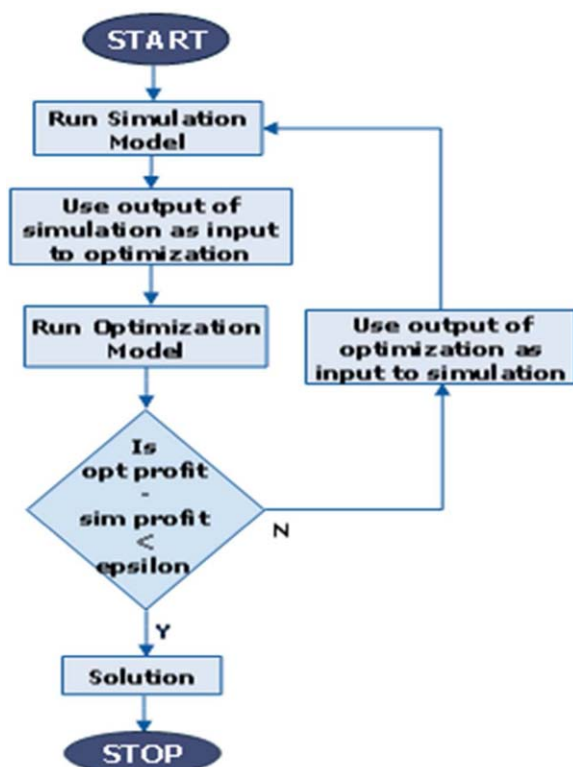 START
Run Simulation
Model
Use output of
simulation as input
to optimization
Run Optimization
Model
Use output of
optimization as
input to simulation
Is
opt profit
-
sim profit
<
epsilon
N
Y
Solution
STOP